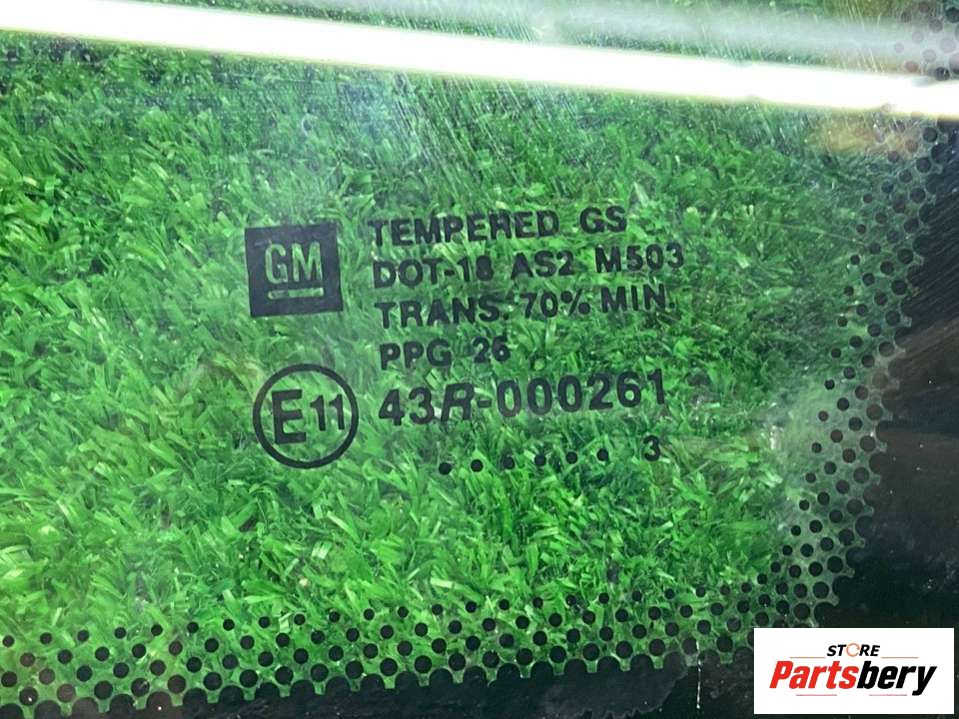 GM
TEMPERED GS
DOT-18 AS2 M503
TRANS. 70% MIN.
PPG 26
E11 43R-000261
. . . . . . 3
STORE
Partsbery